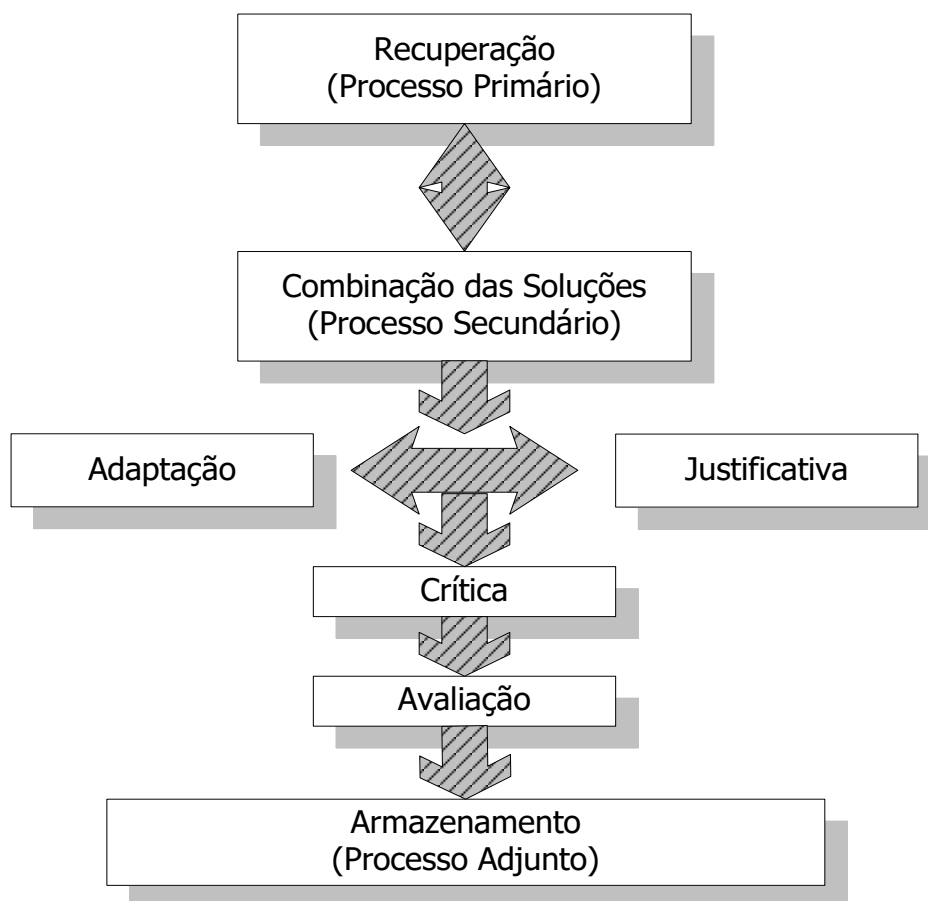 Recuperação
(Processo Primário)
Combinação das Soluções
(Processo Secundário)
Adaptação
Justificativa
Crítica
Avaliação
Armazenamento
(Processo Adjunto)